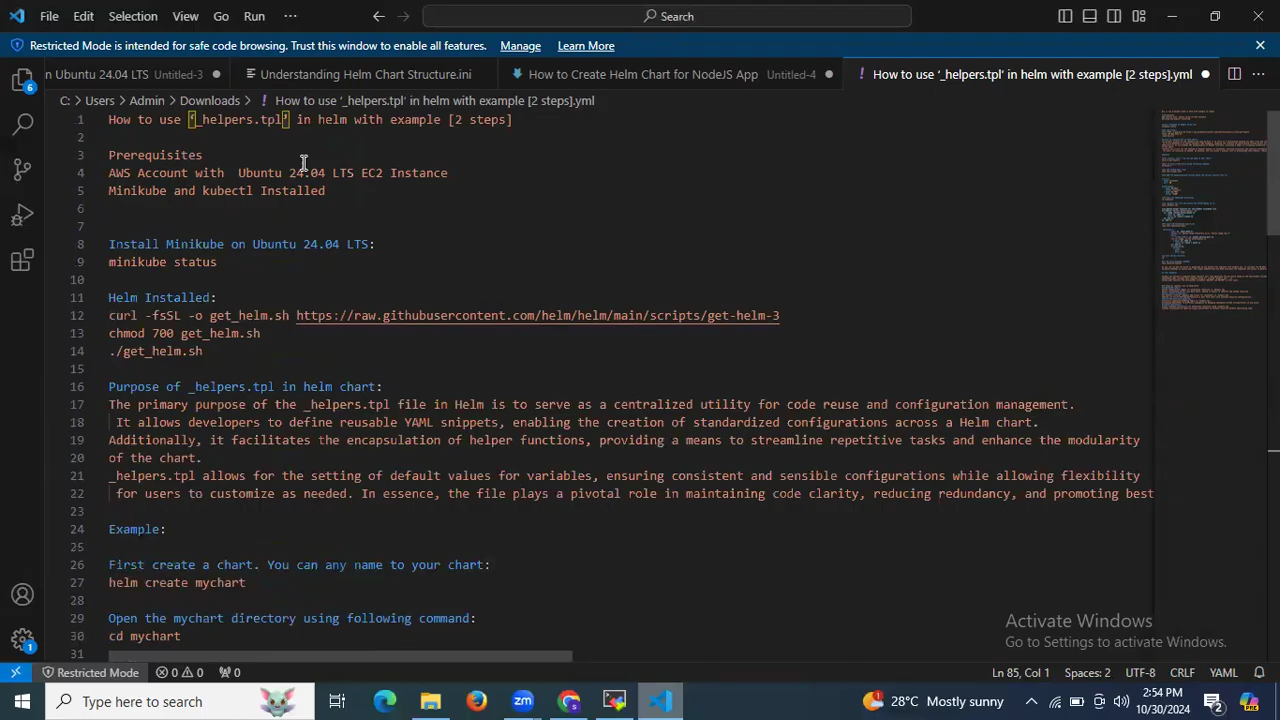 File Edit Selection View Go Run ··· Search
Restricted Mode is intended for safe code browsing. Trust this window to enable all features. Manage Learn More
n Ubuntu 24.04 LTS Untitled-3 Understanding Helm Chart Structure.ini How to Create Helm Chart for NodeJS App Untitled-4 How to use ‘_helpers.tpl’ in helm with example [2 steps].yml
C: > Users > Admin > Downloads > ! How to use ‘_helpers.tpl’ in helm with example [2 steps].yml
1 How to use ‘_helpers.tpl’ in helm with example [2 st
2
3 Prerequisites
4 AWS Account with  Ubuntu 24.04 LTS EC2 Instance
5 Minikube and kubectl Installed
6
7
8 Install Minikube on Ubuntu 24.04 LTS:
9 minikube status
10
11 Helm Installed:
12 curl -fsSL -o get_helm.sh https://raw.githubusercontent.com/helm/helm/main/scripts/get-helm-3
13 chmod 700 get_helm.sh
14 ./get_helm.sh
15
16 Purpose of _helpers.tpl in helm chart:
17 The primary purpose of the _helpers.tpl file in Helm is to serve as a centralized utility for code reuse and configuration management.
18 It allows developers to define reusable YAML snippets, enabling the creation of standardized configurations across a Helm chart.
19 Additionally, it facilitates the encapsulation of helper functions, providing a means to streamline repetitive tasks and enhance the modularity
20 of the chart.
21 _helpers.tpl allows for the setting of default values for variables, ensuring consistent and sensible configurations while allowing flexibility
22 for users to customize as needed. In essence, the file plays a pivotal role in maintaining code clarity, reducing redundancy, and promoting best
23
24 Example:
25
26 First create a chart. You can any name to your chart:
27 helm create mychart
28
29 Open the mychart directory using following command:
30 cd mychart
31
Activate Windows
Go to Settings to activate Windows.
6
1
Restricted Mode 0 0 0 Ln 85, Col 1 Spaces: 2 UTF-8 CRLF YAML
Type here to search zm 28°C Mostly sunny 2:54 PM
10/30/2024 2 PRE